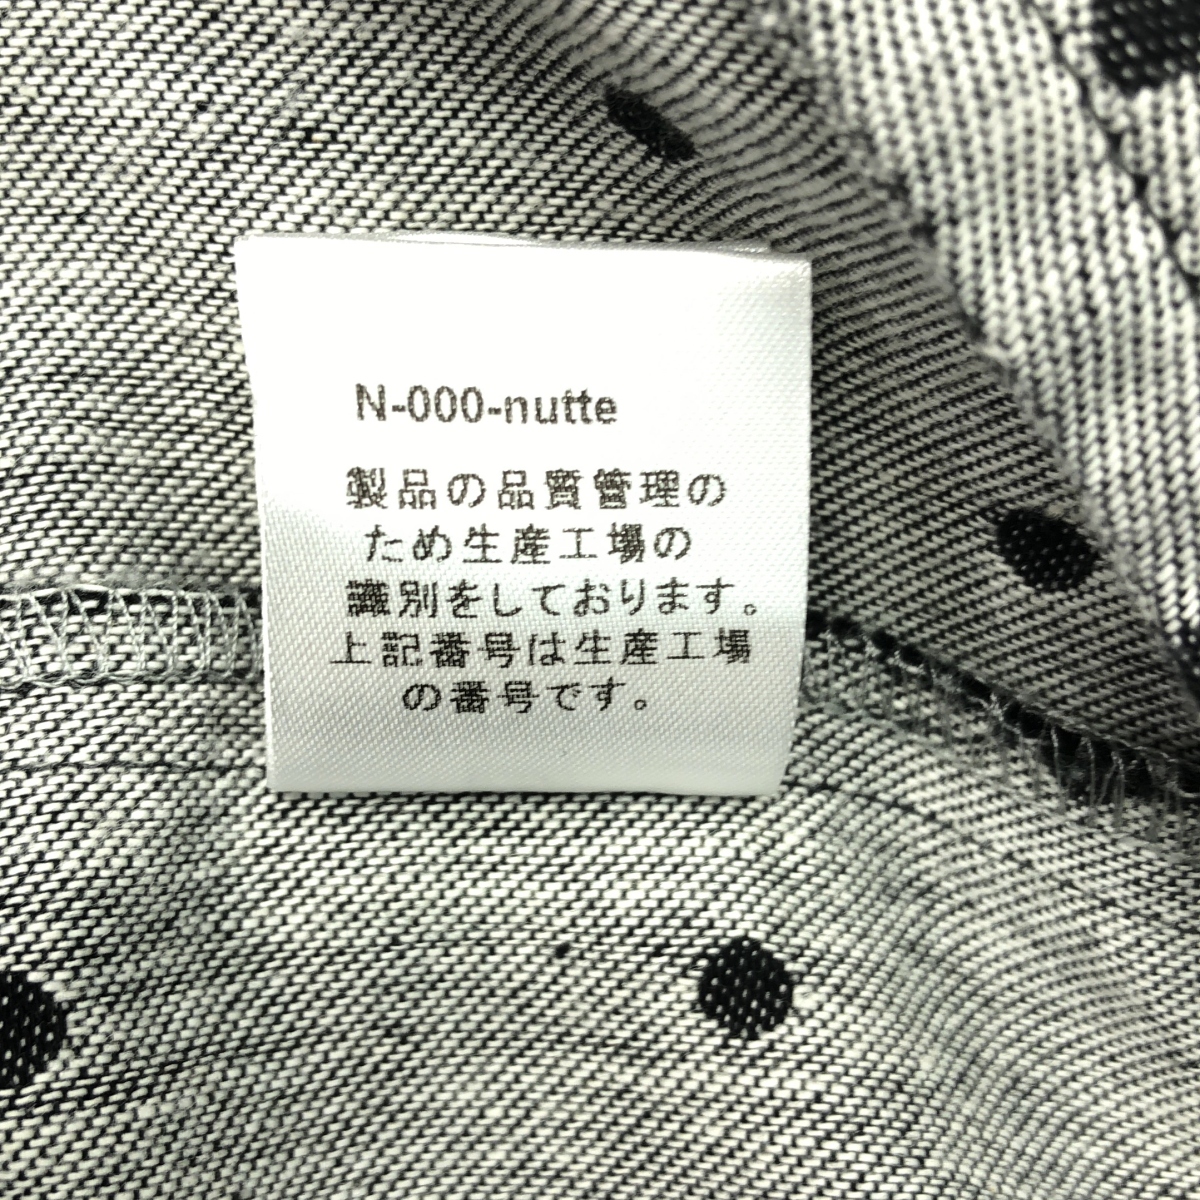 N-000-nutte
製品の品質管理の
ため生産工場の
識別をしております。
上記番号は生産工場
の番号です。